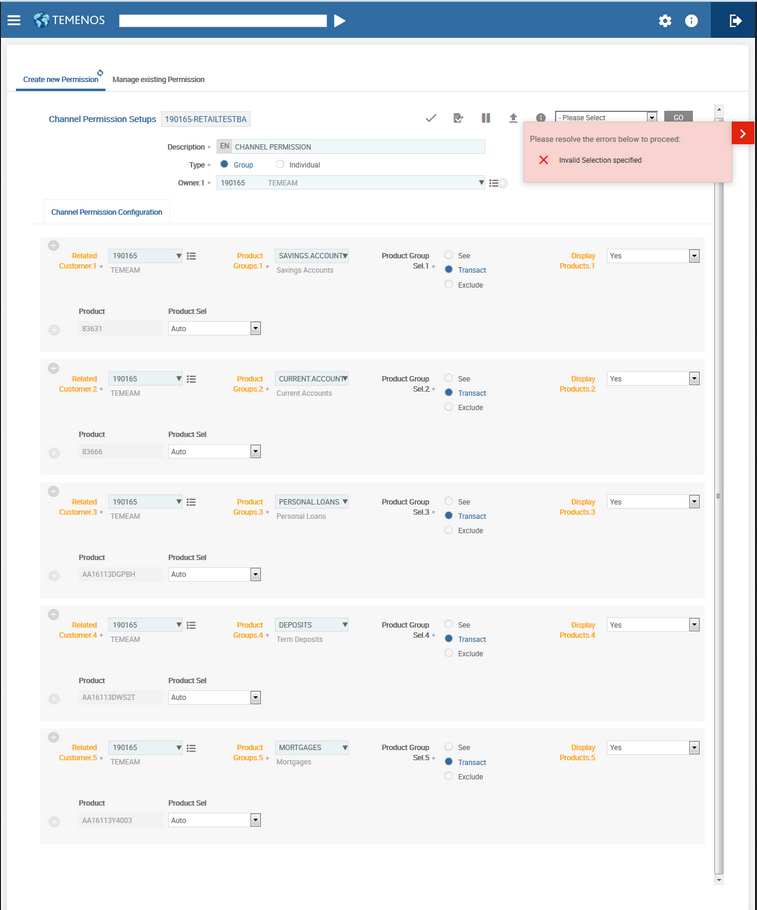 TEMENOS
Create new Permission Manage existing Permission
Channel Permission Setups 190165-RETAILTESTBA - Please Select GO
Please resolve the errors below to proceed:
Invalid Selection specified
Description EN CHANNEL PERMISSION
Type Group Individual
Owner.1 190165 TEMEAM
Channel Permission Configuration
Related Customer.1 190165 Product Groups.1 SAVINGS.ACCOUNTS Product Group Sel.1 See Display Products.1 Yes
TEMEAM Savings Accounts Transact
Exclude
Product Product Sel
83631 Auto
Related Customer.2 190165 Product Groups.2 CURRENT.ACCOUNT Product Group Sel.2 See Display Products.2 Yes
TEMEAM Current Accounts Transact
Exclude
Product Product Sel
83666 Auto
Related Customer.3 190165 Product Groups.3 PERSONAL.LOANS Product Group Sel.3 See Display Products.3 Yes
TEMEAM Personal Loans Transact
Exclude
Product Product Sel
AA16113DGPBH Auto
Related Customer.4 190165 Product Groups.4 DEPOSITS Product Group Sel.4 See Display Products.4 Yes
TEMEAM Term Deposits Transact
Exclude
Product Product Sel
AA16113DWS2T Auto
Related Customer.5 190165 Product Groups.5 MORTGAGES Product Group Sel.5 See Display Products.5 Yes
TEMEAM Mortgages Transact
Exclude
Product Product Sel
AA16113Y4003 Auto